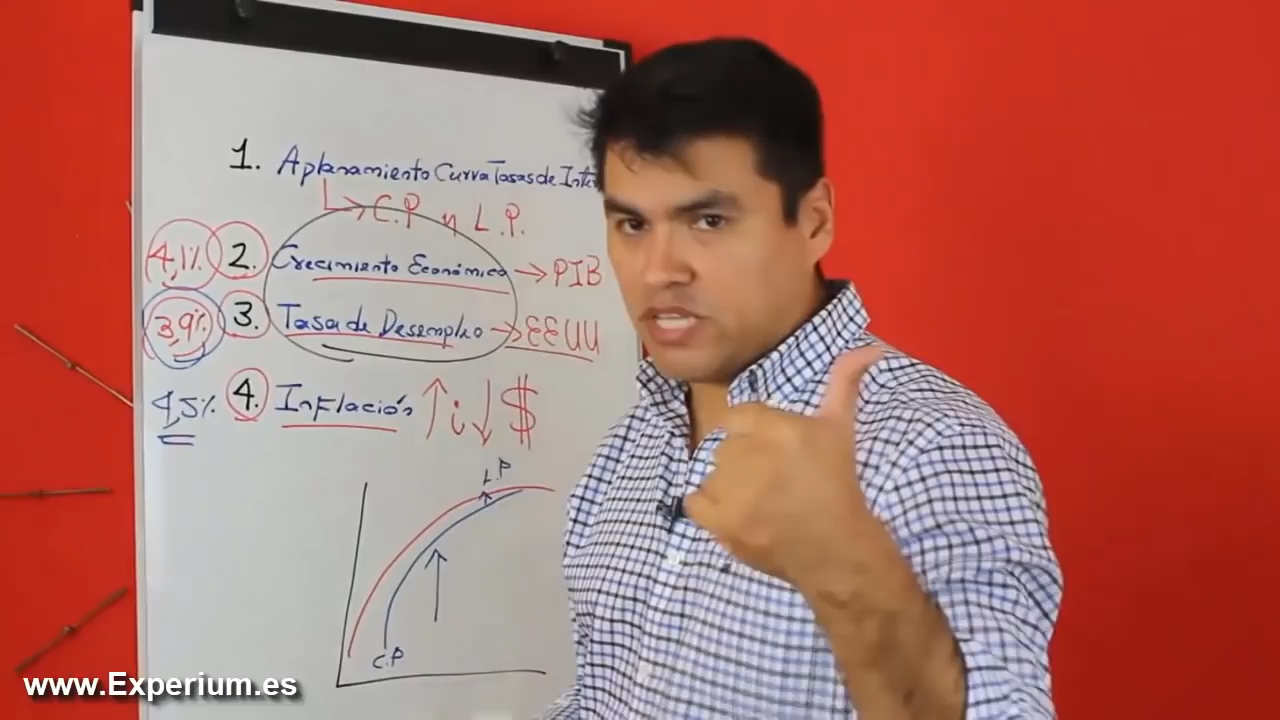 1. Aplanamiento Curva Tasas de Inter
C.P y L.P.
4,1% 2. Crecimiento Económico → PIB
3,9% 3. Tasa de Desempleo → EEUU
4,5% 4. Inflación ↑ i ↓ $
L.P
C.P
www.Experium.es